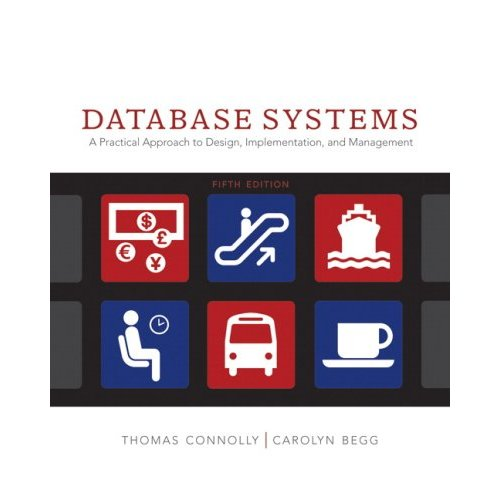 DATABASE SYSTEMS
A Practical Approach to Design, Implementation, and Management
FIFTH EDITION
$
£
€
¥
THOMAS CONNOLLY | CAROLYN BEGG